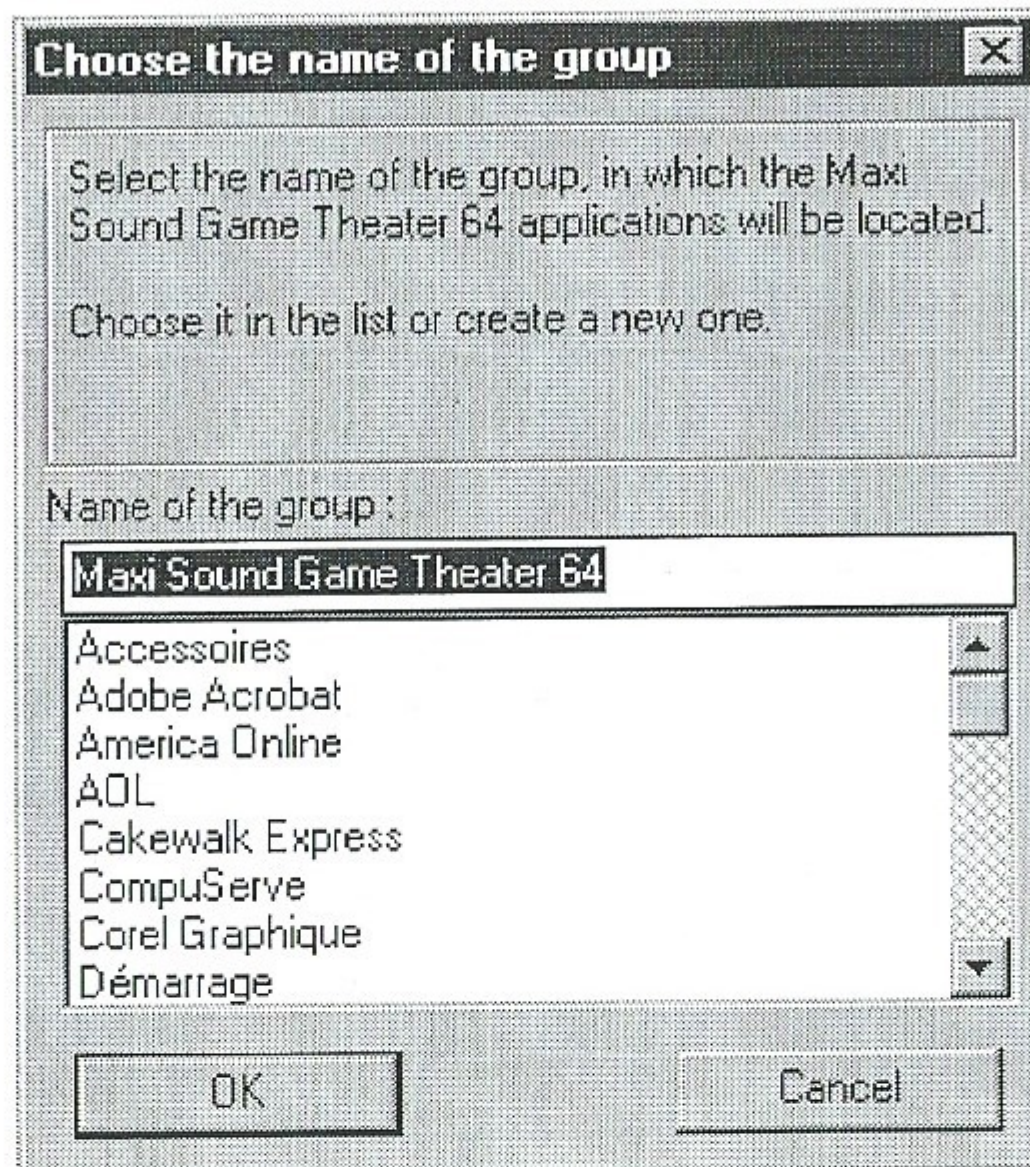 Choose the name of the group
Select the name of the group, in which the Maxi
Sound Game Theater 64 applications will be located.
Choose it in the list or create a new one.
Name of the group :
Maxi Sound Game Theater 64
Accessoires
Adobe Acrobat
America Online
AOL
Cakewalk Express
CompuServe
Corel Graphique
Démarrage
OK
Cancel